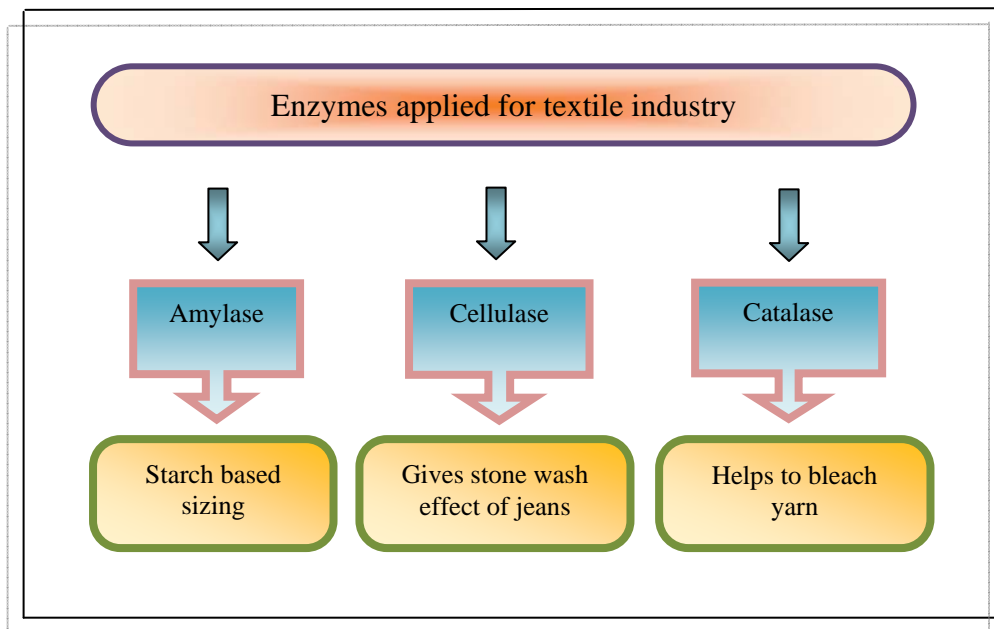 Enzymes applied for textile industry
Amylase
Cellulase
Catalase
Starch based
sizing
Gives stone wash
effect of jeans
Helps to bleach
yarn